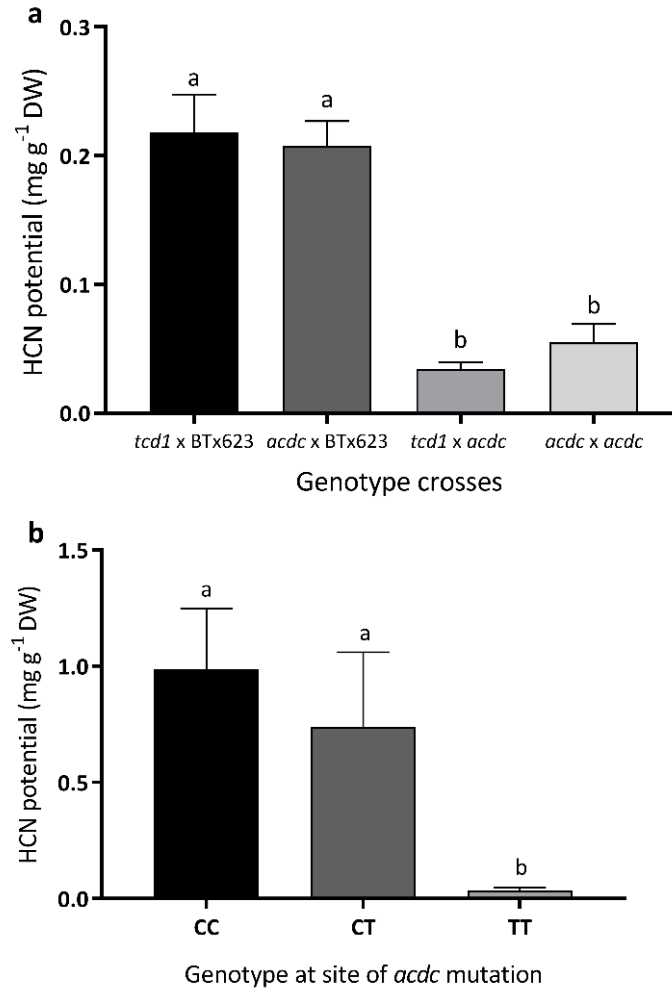 a
HCN potential (mg g⁻¹ DW)
0.3
0.2
0.1
0.0
a
a
b
b
tcd1 x BTx623 acdc x BTx623 tcd1 x acdc acdc x acdc
Genotype crosses
b
HCN potential (mg g⁻¹ DW)
1.5
1.0
0.5
0.0
a
a
b
CC CT TT
Genotype at site of acdc mutation